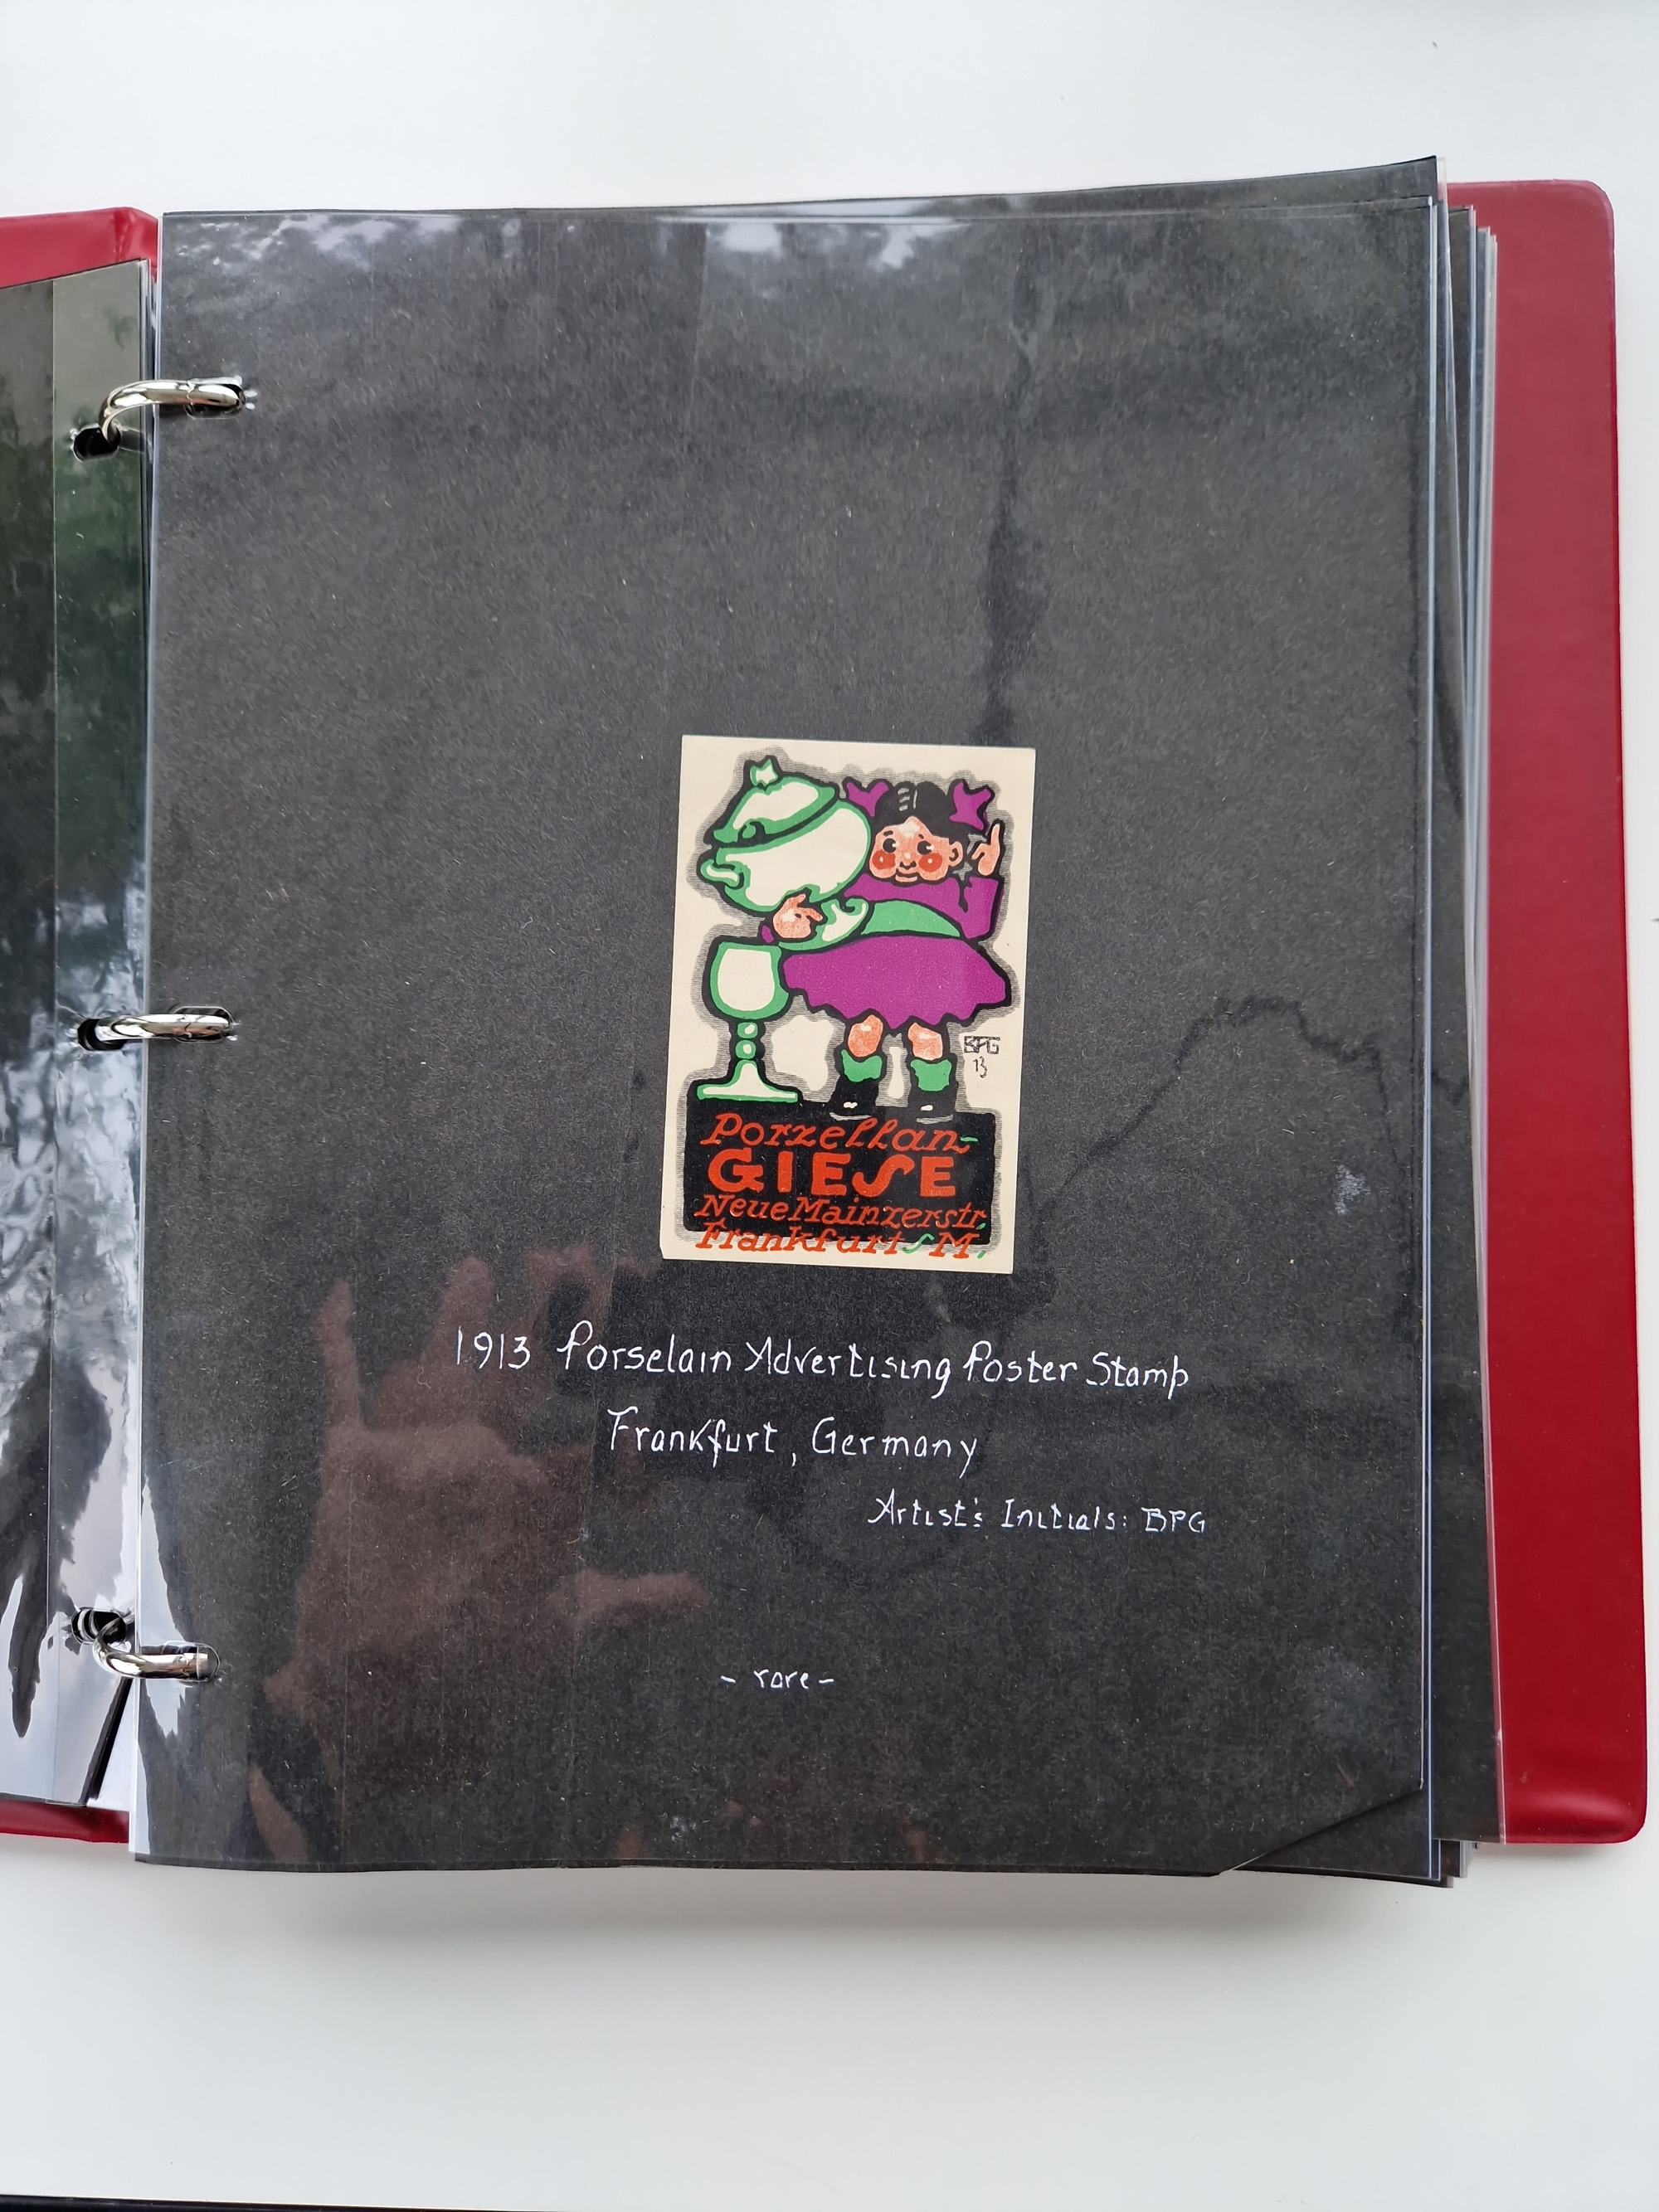 BPG
13
Porzellan-
GIESE
Neue Mainzerstr.
Frankfurt M.
1913 Porselain Advertising Poster Stamp
Frankfurt, Germany
Artist's Initials: BPG
- rare -